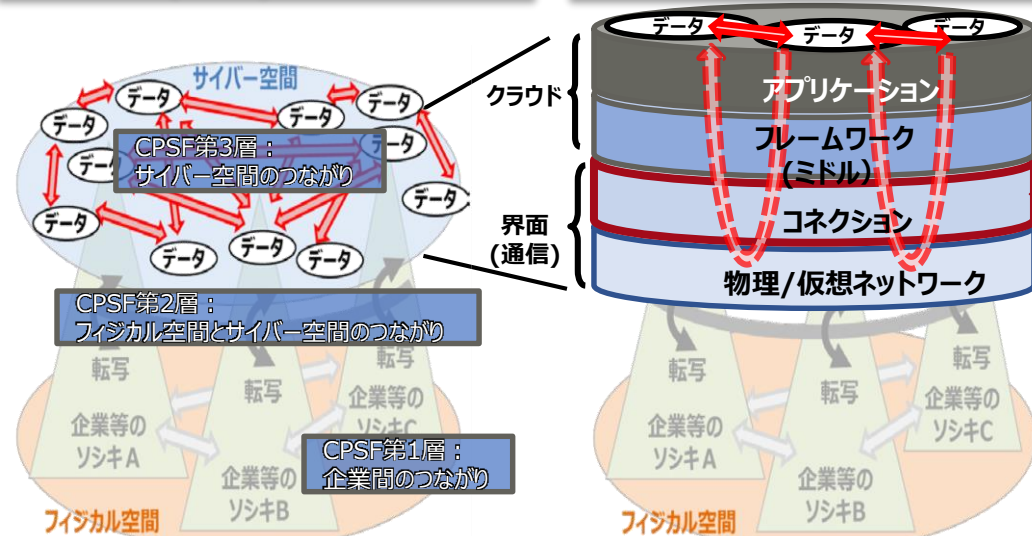 サイバー空間
データ
データ
データ
データ
データ
データ
CPSF第3層：
サイバー空間のつながり
データ
データ
データ
データ
データ
CPSF第2層：
フィジカル空間とサイバー空間のつながり
転写
転写
転写
企業等の
ソシキA
企業等の
ソシキB
企業等の
ソシキC
CPSF第1層：
企業間のつながり
フィジカル空間
データ
データ
データ
クラウド
アプリケーション
フレームワーク
(ミドル)
界面
(通信)
コネクション
物理/仮想ネットワーク
転写
転写
転写
企業等の
ソシキA
企業等の
ソシキB
企業等の
ソシキC
フィジカル空間